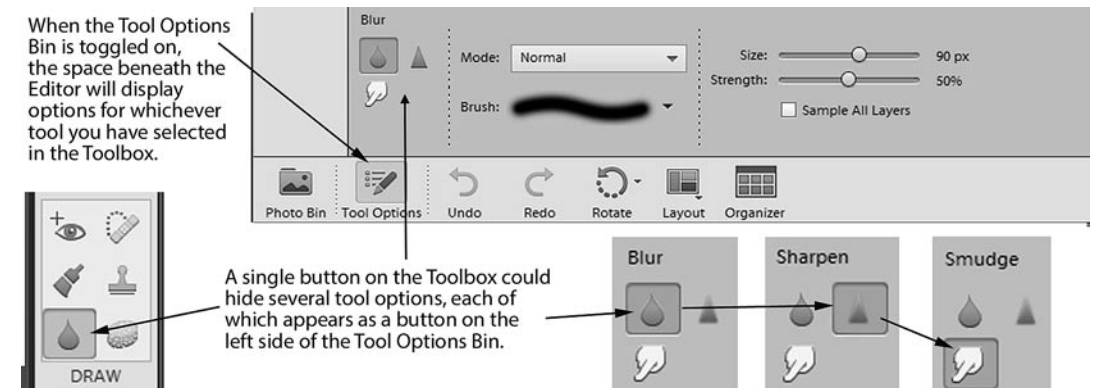 When the Tool Options
Bin is toggled on,
the space beneath the
Editor will display
options for whichever
tool you have selected
in the Toolbox.
Blur
Mode: Normal
Brush:
Size: 90 px
Strength: 50%
Sample All Layers
Photo Bin Tool Options Undo Redo Rotate Layout Organizer
A single button on the Toolbox could
hide several tool options, each of
which appears as a button on the
left side of the Tool Options Bin.
DRAW
Blur
Sharpen
Smudge